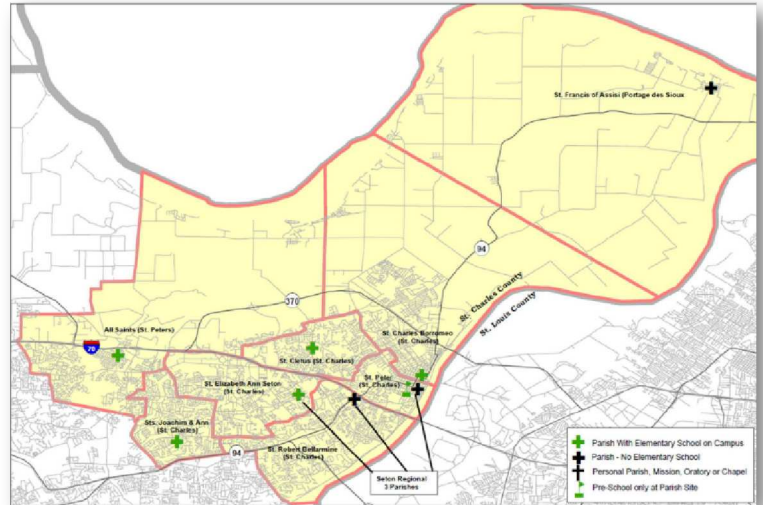 St. Francis of Assisi (Portage des Sioux
94
St. Charles County
St. Louis County
370
All Saints (St. Peters)
70
St. Charles Borromeo
(St. Charles)
St. Cletus (St. Charles)
St. Peter
(St. Charles)
St. Elizabeth Ann Seton
(St. Charles)
Sts. Joachim & Ann
(St. Charles)
94
St. Robert Bellarmine
(St. Charles)
Seton Regional
3 Parishes
Parish With Elementary School on Campus
Parish - No Elementary School
Personal Parish, Mission, Oratory or Chapel
Pre-School only at Parish Site